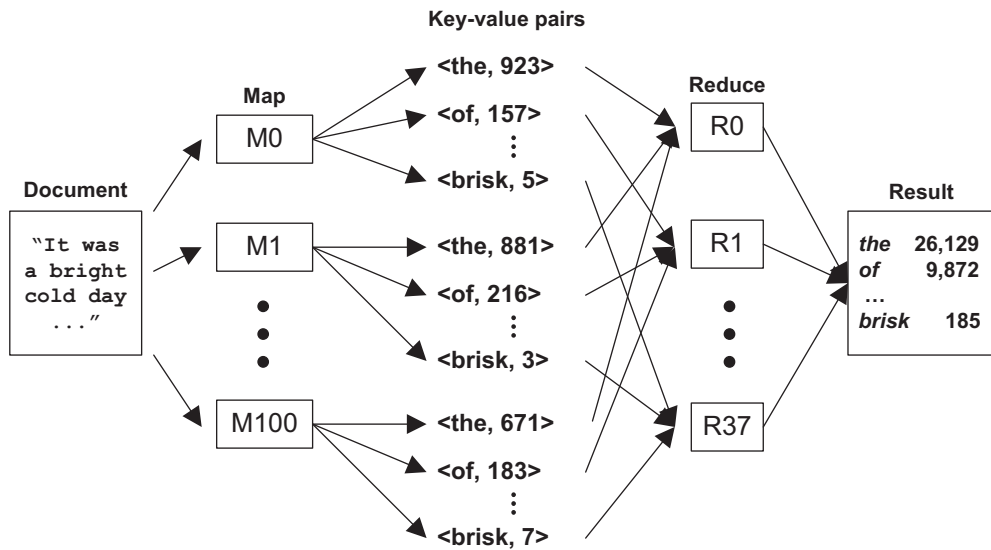 Key-value pairs
Map
Reduce
Document
Result
“It was
a bright
cold day
...”
M0
M1
M100
<the, 923>
<of, 157>
<brisk, 5>
<the, 881>
<of, 216>
<brisk, 3>
<the, 671>
<of, 183>
<brisk, 7>
R0
R1
R37
the 26,129
of 9,872
...
brisk 185